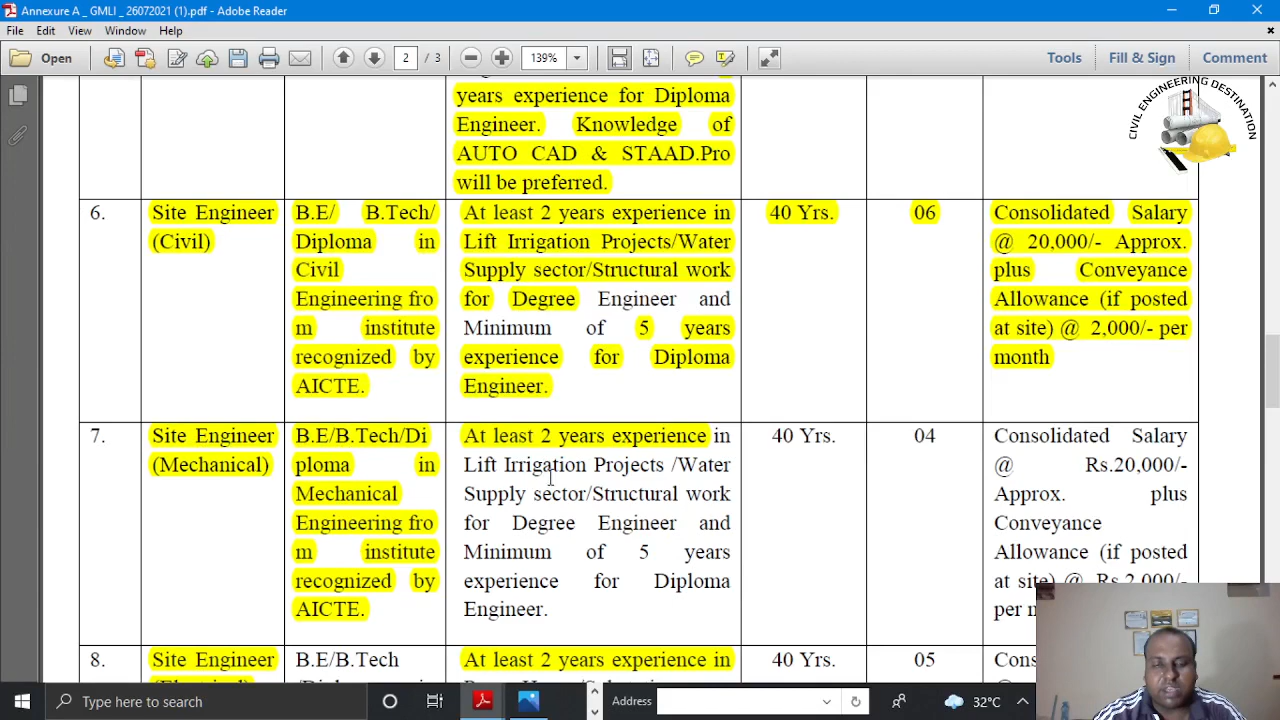 Annexure A _ GMLI _ 26072021 (1).pdf - Adobe Reader
File Edit View Window Help
Open 2 / 3 139% Tools Fill & Sign Comment
CIVIL ENGINEERING DESTINATION
years experience for Diploma
Engineer. Knowledge of
AUTO CAD & STAAD.Pro
will be preferred.
6.
Site Engineer
(Civil)
B.E/ B.Tech/
Diploma in
Civil
Engineering fro
m institute
recognized by
AICTE.
At least 2 years experience in
Lift Irrigation Projects/Water
Supply sector/Structural work
for Degree Engineer and
Minimum of 5 years
experience for Diploma
Engineer.
40 Yrs.
06
Consolidated Salary
@ 20,000/- Approx.
plus Conveyance
Allowance (if posted
at site) @ 2,000/- per
month
7.
Site Engineer
(Mechanical)
B.E/B.Tech/Di
ploma in
Mechanical
Engineering fro
m institute
recognized by
AICTE.
At least 2 years experience in
Lift Irrigation Projects /Water
Supply sector/Structural work
for Degree Engineer and
Minimum of 5 years
experience for Diploma
Engineer.
40 Yrs.
04
Consolidated Salary
@ Rs.20,000/-
Approx. plus
Conveyance
Allowance (if posted
at site) @ Rs.2,000/-
per
8.
Site Engineer
B.E/B.Tech
At least 2 years experience in
40 Yrs.
05
Type here to search Address 32°C